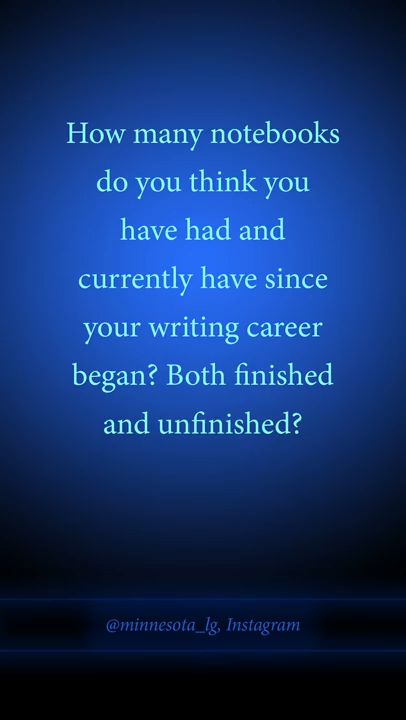 How many notebooks
do you think you
have had and
currently have since
your writing career
began? Both finished
and unfinished?
@minnesota_lg, Instagram